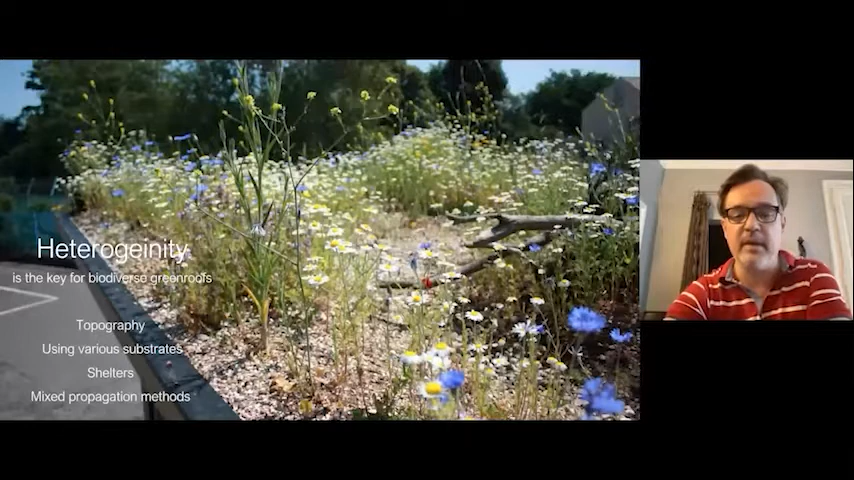 Heterogeinity
is the key for biodiverse greenroofs
Topography
Using various substrates
Shelters
Mixed propagation methods